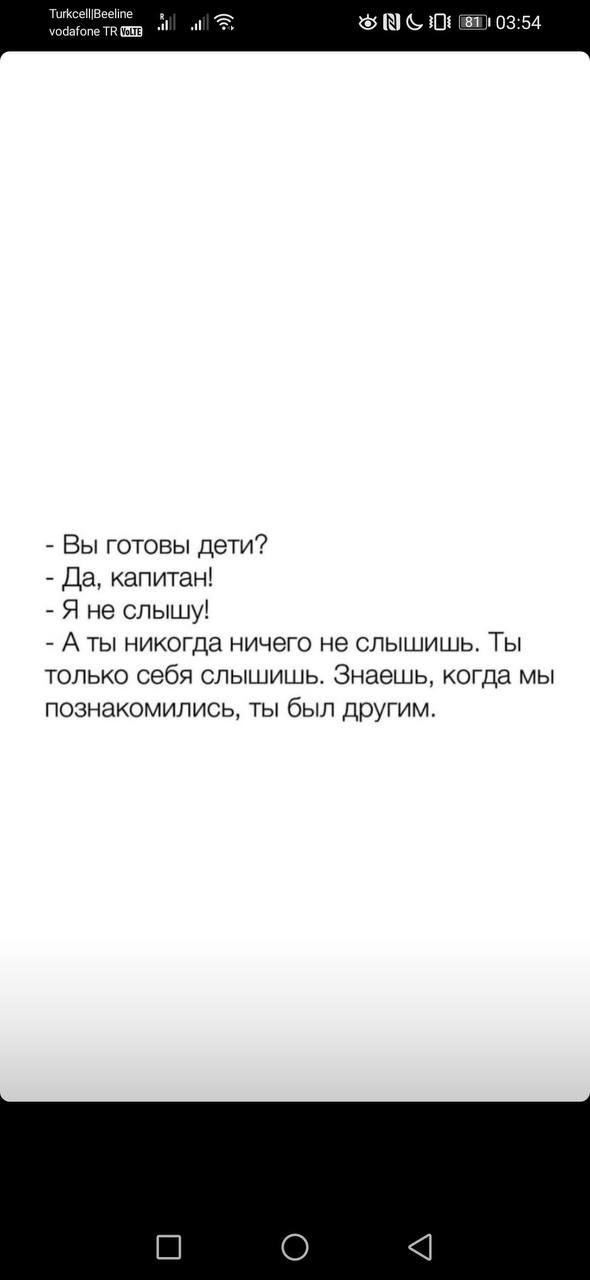 Turkcell|Beeline
vodafone TR VoLTE
R
81
03:54
- Вы готовы дети?
- Да, капитан!
- Я не слышу!
- А ты никогда ничего не слышишь. Ты
только себя слышишь. Знаешь, когда мы
познакомились, ты был другим.